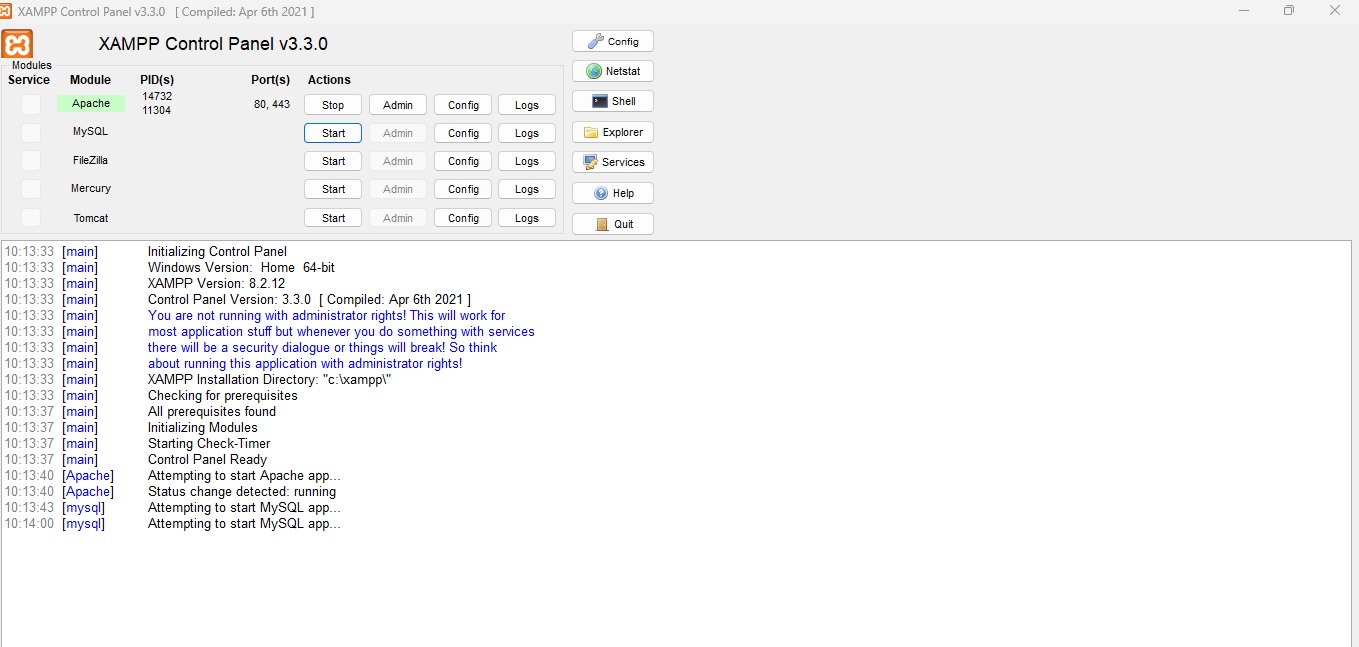 XAMPP Control Panel v3.3.0 [ Compiled: Apr 6th 2021 ]
XAMPP Control Panel v3.3.0
Config
Modules
Service Module PID(s) Port(s) Actions
Netstat
Apache 14732 11304 80, 443 Stop Admin Config Logs
Shell
MySQL Start Admin Config Logs
Explorer
FileZilla Start Admin Config Logs
Services
Mercury Start Admin Config Logs
Help
Tomcat Start Admin Config Logs
Quit
10:13:33 [main] Initializing Control Panel
10:13:33 [main] Windows Version: Home 64-bit
10:13:33 [main] XAMPP Version: 8.2.12
10:13:33 [main] Control Panel Version: 3.3.0 [ Compiled: Apr 6th 2021 ]
10:13:33 [main] You are not running with administrator rights! This will work for
10:13:33 [main] most application stuff but whenever you do something with services
10:13:33 [main] there will be a security dialogue or things will break! So think
10:13:33 [main] about running this application with administrator rights!
10:13:33 [main] XAMPP Installation Directory: "c:\xampp\"
10:13:33 [main] Checking for prerequisites
10:13:37 [main] All prerequisites found
10:13:37 [main] Initializing Modules
10:13:37 [main] Starting Check-Timer
10:13:37 [main] Control Panel Ready
10:13:40 [Apache] Attempting to start Apache app...
10:13:40 [Apache] Status change detected: running
10:13:43 [mysql] Attempting to start MySQL app...
10:14:00 [mysql] Attempting to start MySQL app...